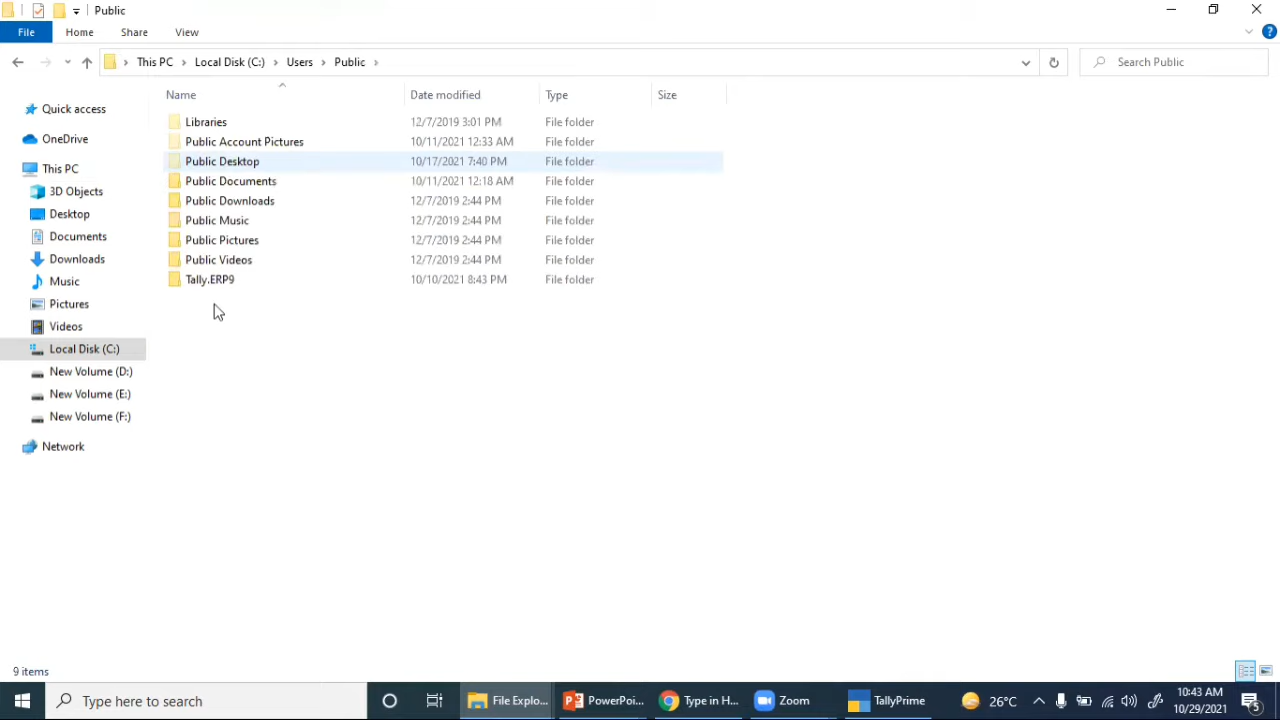 Public
File Home Share View
This PC Local Disk (C:) Users Public Search Public
Name Date modified Type Size
Quick access
OneDrive
This PC
3D Objects
Desktop
Documents
Downloads
Music
Pictures
Videos
Local Disk (C:)
New Volume (D:)
New Volume (E:)
New Volume (F:)
Network
Libraries 12/7/2019 3:01 PM File folder
Public Account Pictures 10/11/2021 12:33 AM File folder
Public Desktop 10/17/2021 7:40 PM File folder
Public Documents 10/11/2021 12:18 AM File folder
Public Downloads 12/7/2019 2:44 PM File folder
Public Music 12/7/2019 2:44 PM File folder
Public Pictures 12/7/2019 2:44 PM File folder
Public Videos 12/7/2019 2:44 PM File folder
Tally.ERP9 10/10/2021 8:43 PM File folder
9 items
Type here to search File Explo... PowerPoi... Type in H... Zoom TallyPrime 26°C 10:43 AM
10/29/2021 5